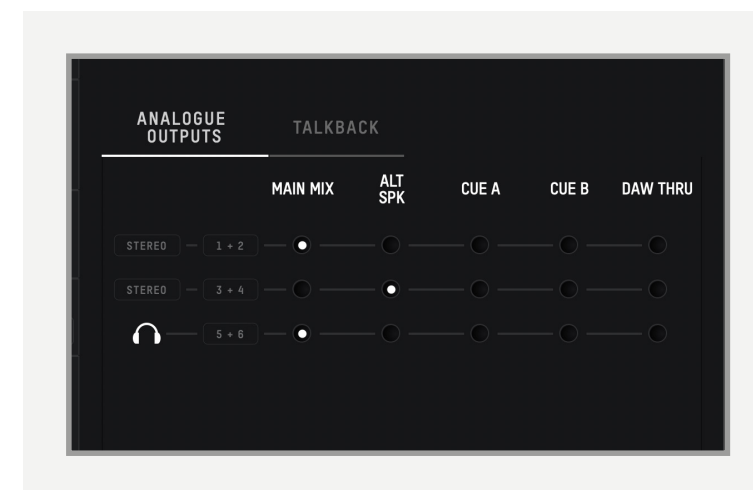 ANALOGUE
OUTPUTS
TALKBACK
MAIN MIX
ALT
SPK
CUE A
CUE B
DAW THRU
STEREO 1 + 2
STEREO 3 + 4
5 + 6